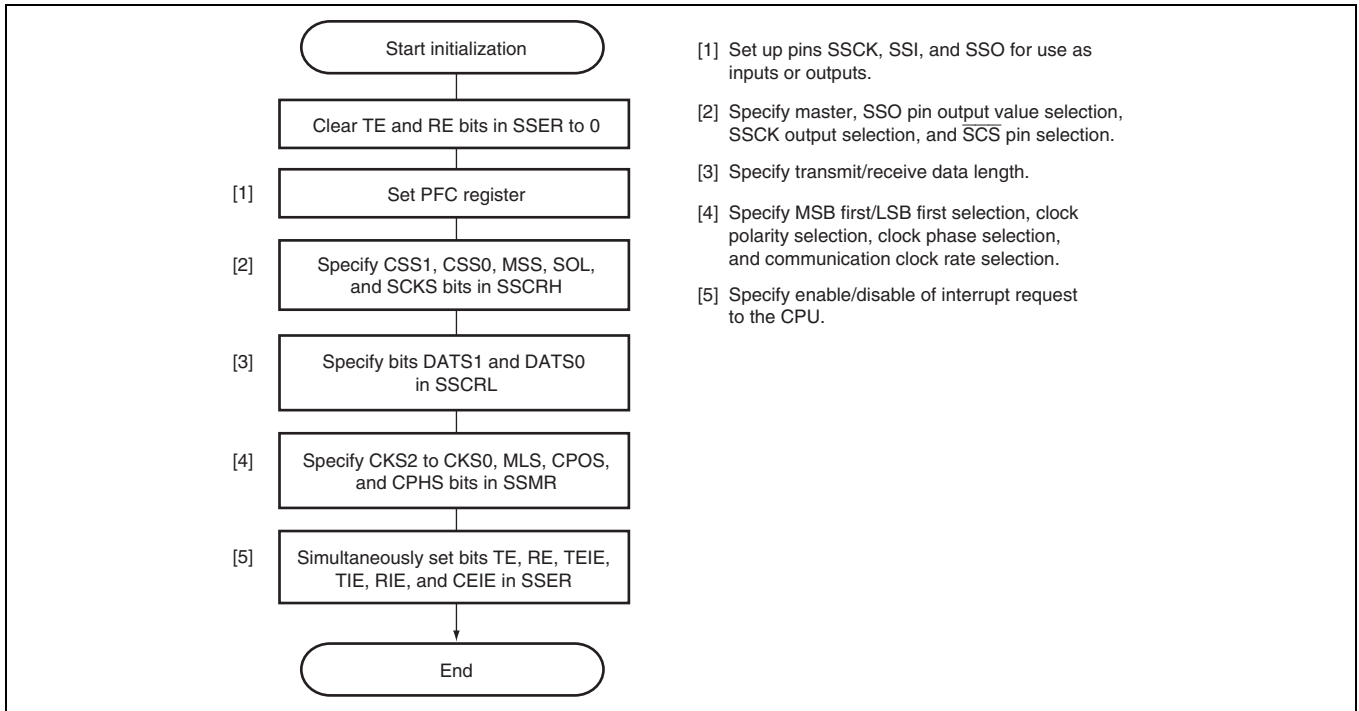 Start initialization
Clear TE and RE bits in SSER to 0
[1]
Set PFC register
[2]
Specify CSS1, CSS0, MSS, SOL,
and SCKS bits in SSCRH
[3]
Specify bits DATS1 and DATS0
in SSCRL
[4]
Specify CKS2 to CKS0, MLS, CPOS,
and CPHS bits in SSMR
[5]
Simultaneously set bits TE, RE, TEIE,
TIE, RIE, and CEIE in SSER
End
[1] Set up pins SSCK, SSI, and SSO for use as
inputs or outputs.
[2] Specify master, SSO pin output value selection,
SSCK output selection, and S̅C̅S̅ pin selection.
[3] Specify transmit/receive data length.
[4] Specify MSB first/LSB first selection, clock
polarity selection, clock phase selection,
and communication clock rate selection.
[5] Specify enable/disable of interrupt request
to the CPU.